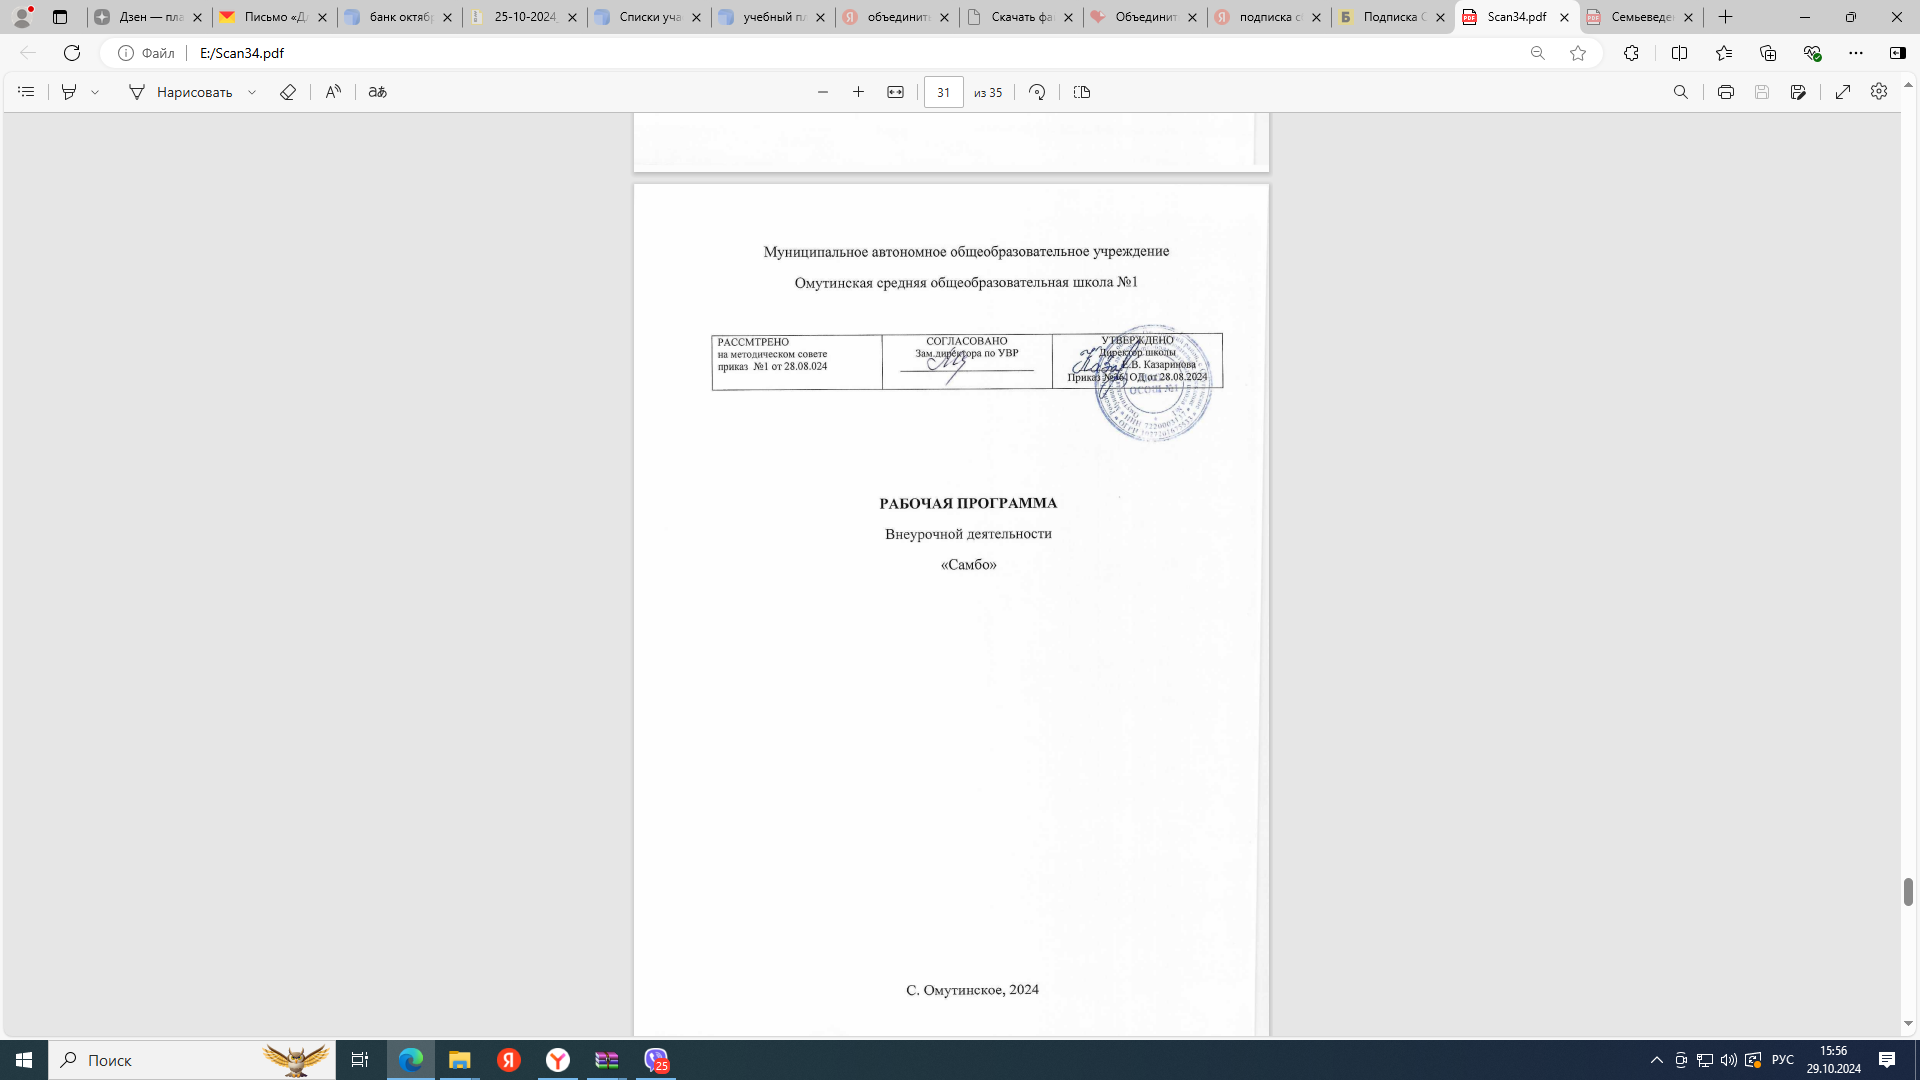 Дзен — пла
Письмо «Д
банк октяб
25-10-2024
Списки уча
учебный пл
объединит
Скачать фа
Объединит
подписка с
Подписка С
Scan34.pdf
Семьеведе
Файл
E:/Scan34.pdf
Нарисовать
31
из 35
Муниципальное автономное общеобразовательное учреждение
Омутинская средняя общеобразовательная школа №1
РАССМТРЕНО
на методическом совете
приказ №1 от 28.08.024
СОГЛАСОВАНО
Зам.директора по УВР
УТВЕРЖДЕНО
Директор школы
Е.В. Казаринова
Приказ ОД от 28.08.2024
РАБОЧАЯ ПРОГРАММА
Внеурочной деятельности
«Самбо»
С. Омутинское, 2024
Поиск
25
РУС
15:56
29.10.2024